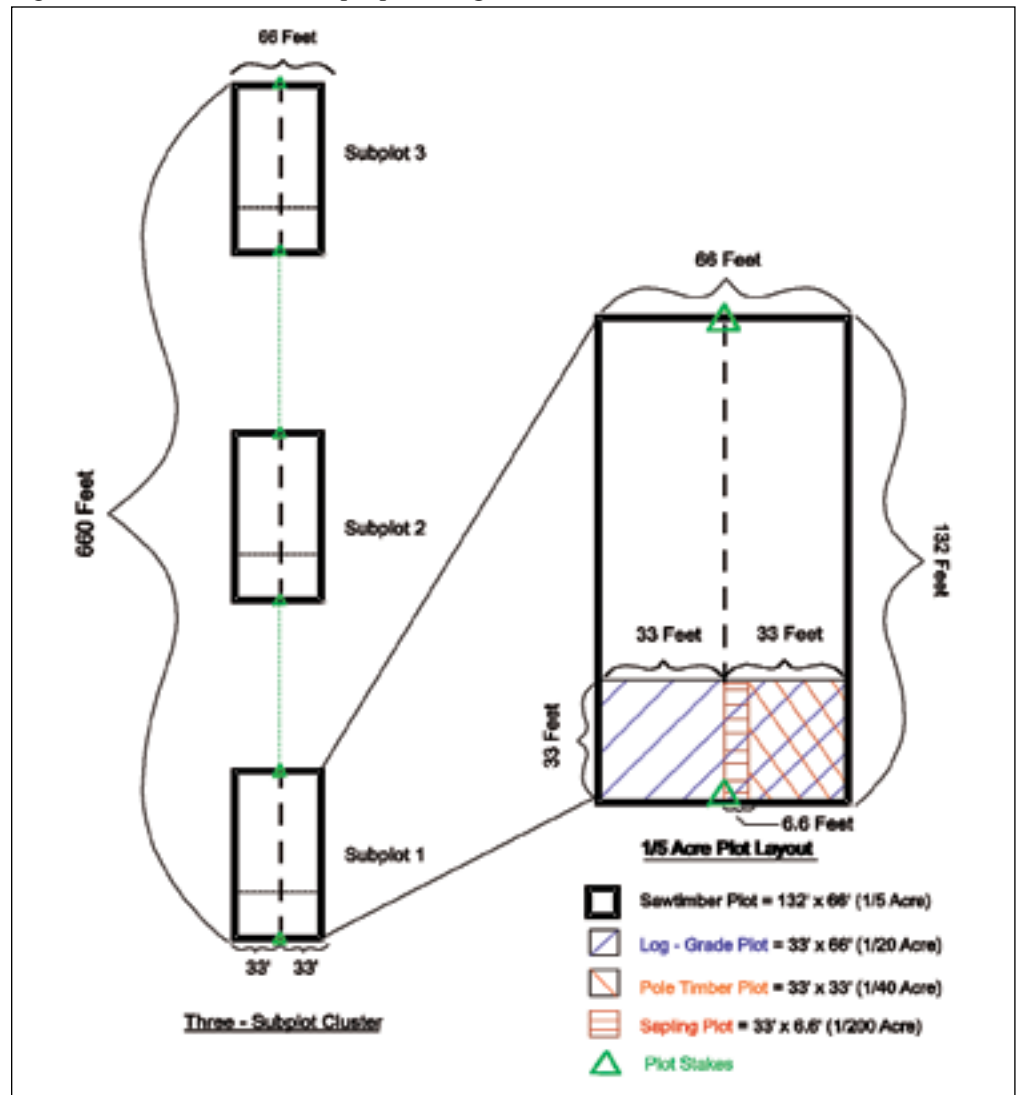 66 Feet
Subplot 3
660 Feet
Subplot 2
Subplot 1
33' 33'
Three - Subplot Cluster
66 Feet
132 Feet
33 Feet 33 Feet
33 Feet
6.6 Feet
1/5 Acre Plot Layout
Sawtimber Plot = 132' x 66' (1/5 Acre)
Log - Grade Plot = 33' x 66' (1/20 Acre)
Pole Timber Plot = 33' x 33' (1/40 Acre)
Sapling Plot = 33' x 6.6' (1/200 Acre)
Plot Stakes